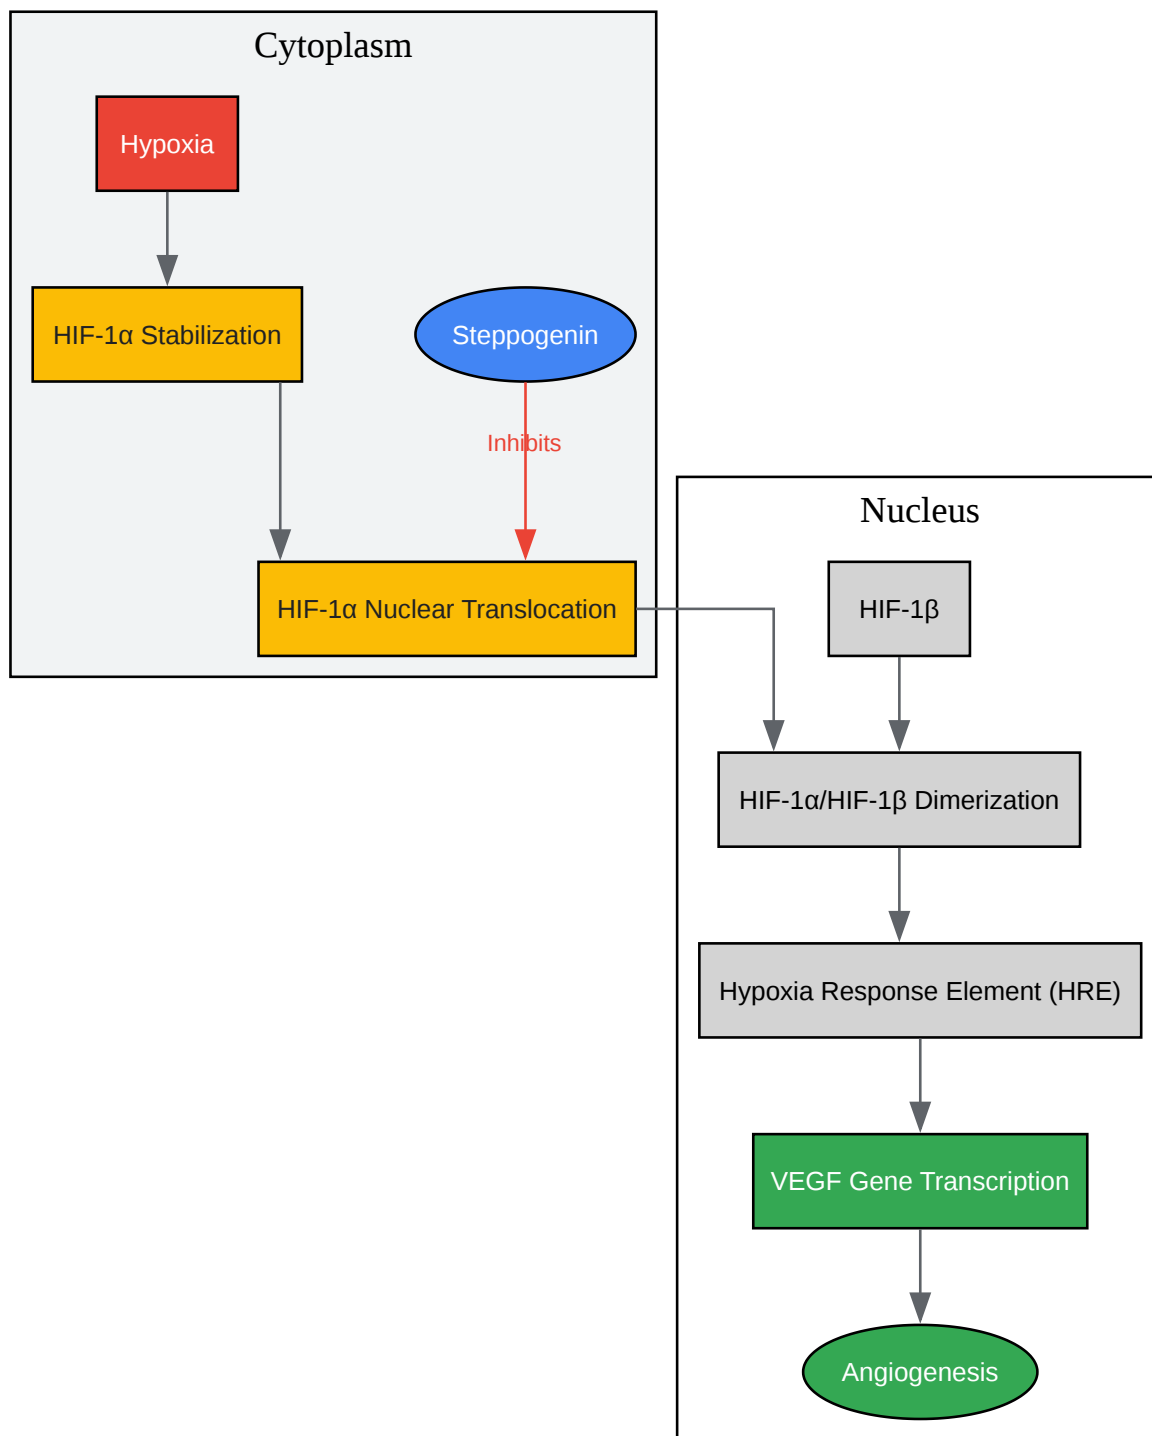 Cytoplasm
Hypoxia
HIF-1α Stabilization
Steppogenin
Inhibits
HIF-1α Nuclear Translocation
Nucleus
HIF-1β
HIF-1α/HIF-1β Dimerization
Hypoxia Response Element (HRE)
VEGF Gene Transcription
Angiogenesis